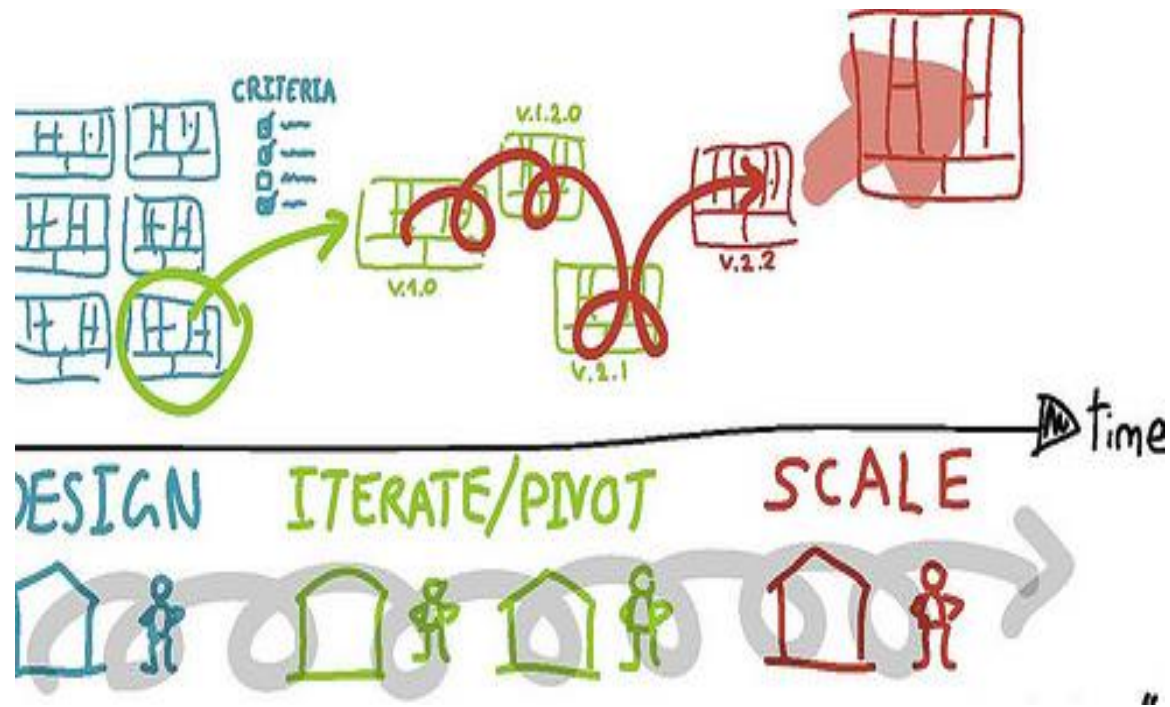 CRITERIA
V.1.0
V.1.2.0
V.2.1
V.2.2
time
DESIGN
ITERATE/PIVOT
SCALE